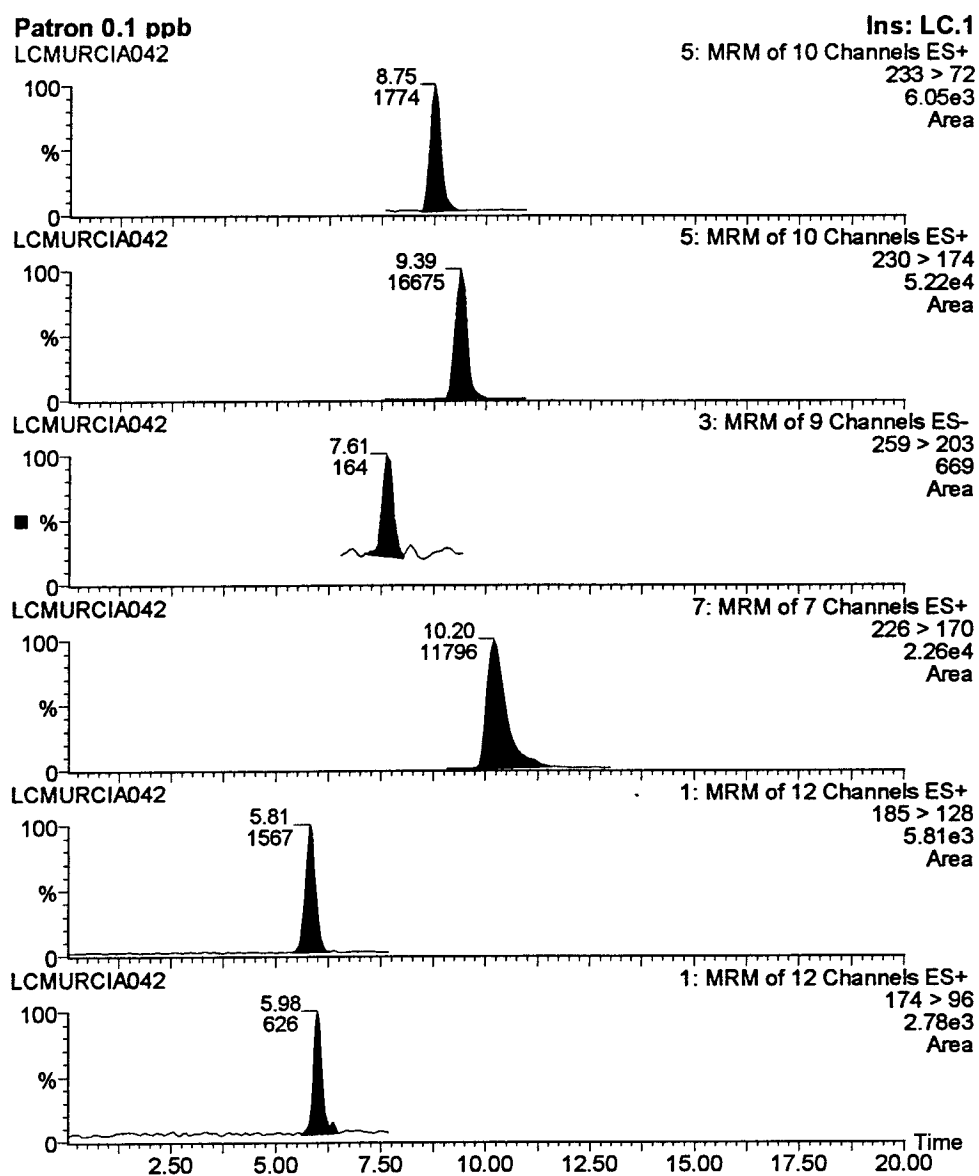 Patron 0.1 ppb
Ins: LC.1
LCMURCIA042
5: MRM of 10 Channels ES+
233 > 72
6.05e3
Area
8.75
1774
100
%
0
LCMURCIA042
5: MRM of 10 Channels ES+
230 > 174
5.22e4
Area
9.39
16675
100
%
0
LCMURCIA042
3: MRM of 9 Channels ES-
259 > 203
669
Area
7.61
164
100
%
0
LCMURCIA042
7: MRM of 7 Channels ES+
226 > 170
2.26e4
Area
10.20
11796
100
%
0
LCMURCIA042
1: MRM of 12 Channels ES+
185 > 128
5.81e3
Area
5.81
1567
100
%
0
LCMURCIA042
1: MRM of 12 Channels ES+
174 > 96
2.78e3
Area
5.98
626
100
%
0
Time
2.50 5.00 7.50 10.00 12.50 15.00 17.50 20.00